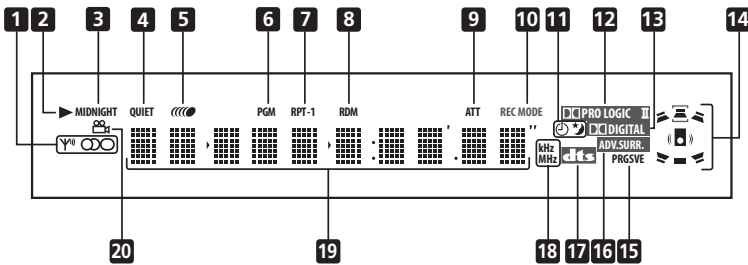 1 2 3 4 5 6 7 8 9 10 11 12 13 14
MIDNIGHT QUIET PGM RPT-1 RDM ATT REC MODE
PRO LOGIC II
DIGITAL
kHz ADV.SURR.
MHz dts PRGSVE
20 19 18 17 16 15